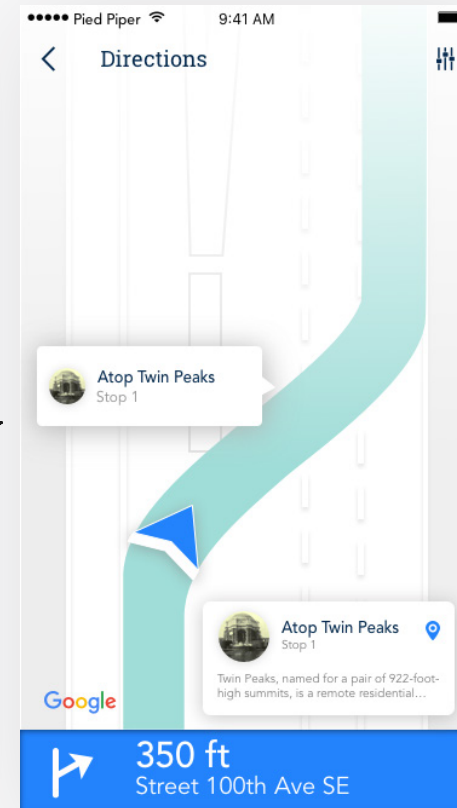 Pied Piper 9:41 AM
Directions
Atop Twin Peaks
Stop 1
Atop Twin Peaks
Stop 1
Twin Peaks, named for a pair of 922-foot-
high summits, is a remote residential...
Google
350 ft
Street 100th Ave SE